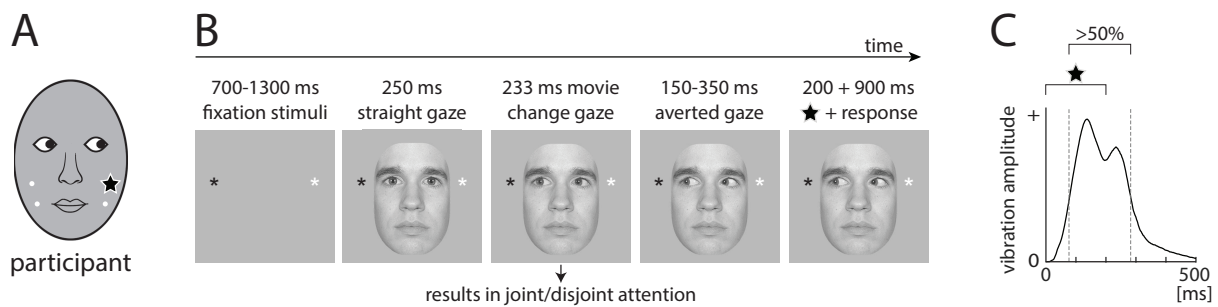 A
participant
B
time
700-1300 ms
fixation stimuli
250 ms
straight gaze
233 ms movie
change gaze
150-350 ms
averted gaze
200 + 900 ms
★ + response
* *
* *
* *
* *
* *
results in joint/disjoint attention
C
>50%
★
vibration amplitude
+
0
0
500
[ms]